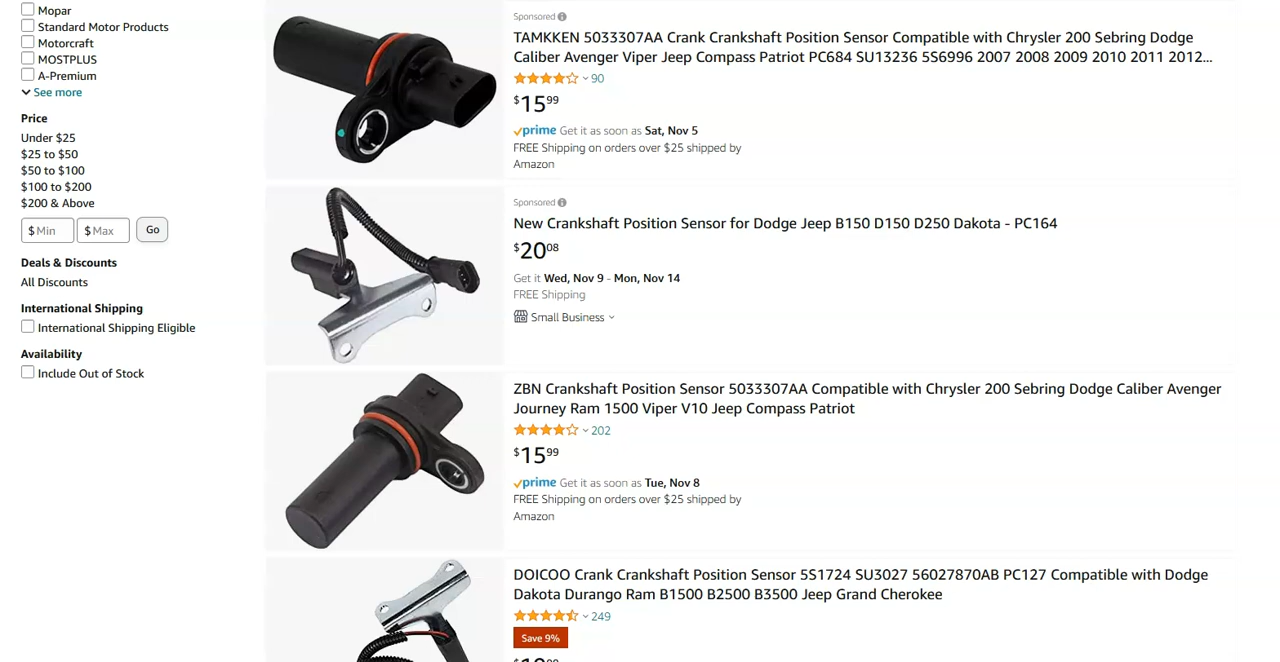 Mopar
Standard Motor Products
Motorcraft
MOSTPLUS
A-Premium
See more
Price
Under $25
$25 to $50
$50 to $100
$100 to $200
$200 & Above
$ Min $ Max Go
Deals & Discounts
All Discounts
International Shipping
International Shipping Eligible
Availability
Include Out of Stock
Sponsored
TAMKKEN 5033307AA Crank Crankshaft Position Sensor Compatible with Chrysler 200 Sebring Dodge
Caliber Avenger Viper Jeep Compass Patriot PC684 SU13236 5S6996 2007 2008 2009 2010 2011 2012...
90
$15 99
prime Get it as soon as Sat, Nov 5
FREE Shipping on orders over $25 shipped by
Amazon
Sponsored
New Crankshaft Position Sensor for Dodge Jeep B150 D150 D250 Dakota - PC164
$20 08
Get it Wed, Nov 9 - Mon, Nov 14
FREE Shipping
Small Business
ZBN Crankshaft Position Sensor 5033307AA Compatible with Chrysler 200 Sebring Dodge Caliber Avenger
Journey Ram 1500 Viper V10 Jeep Compass Patriot
202
$15 99
prime Get it as soon as Tue, Nov 8
FREE Shipping on orders over $25 shipped by
Amazon
DOICOO Crank Crankshaft Position Sensor 5S1724 SU3027 56027870AB PC127 Compatible with Dodge
Dakota Durango Ram B1500 B2500 B3500 Jeep Grand Cherokee
249
Save 9%